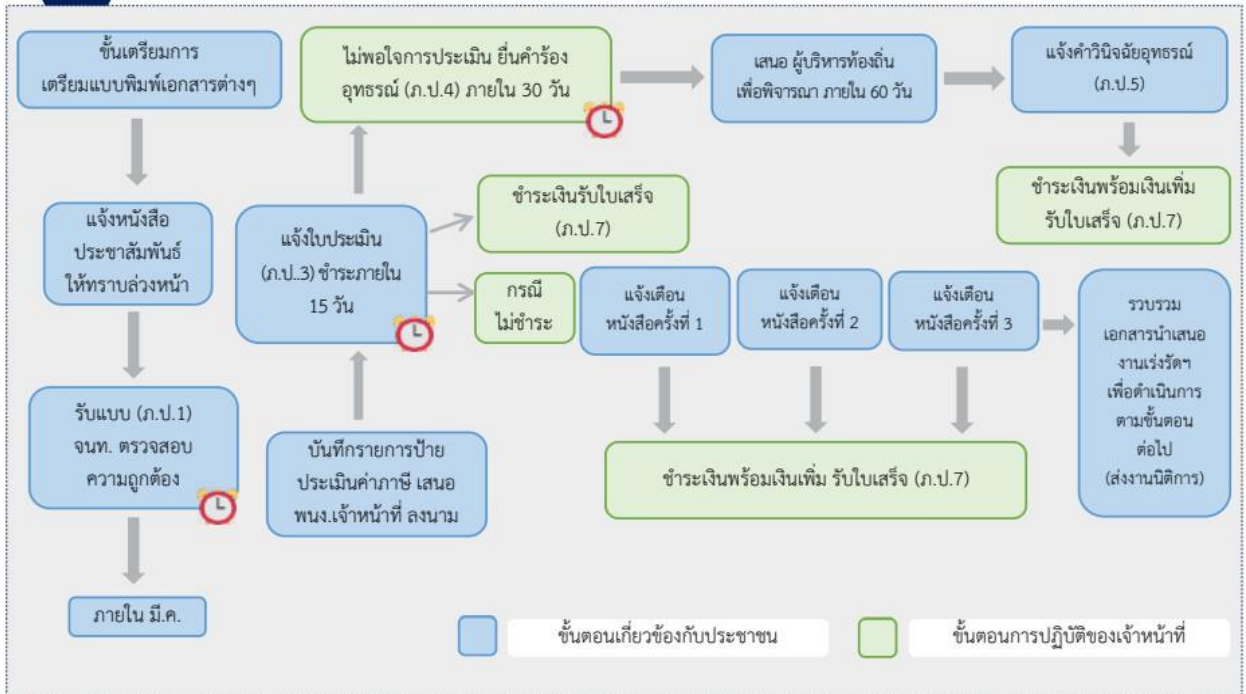 ขั้นเตรียมการ
เตรียมแบบพิมพ์เอกสารต่างๆ
แจ้งหนังสือ
ประชาสัมพันธ์
ให้ทราบล่วงหน้า
รับแบบ (ภ.ป.1)
จนท. ตรวจสอบ
ความถูกต้อง
ภายใน มี.ค.
บันทึกรายการป้าย
ประเมินค่าภาษี เสนอ
พนง.เจ้าหน้าที่ ลงนาม
แจ้งใบประเมิน
(ภ.ป..3) ชำระภายใน
15 วัน
ไม่พอใจการประเมิน ยื่นคำร้อง
อุทธรณ์ (ภ.ป.4) ภายใน 30 วัน
เสนอ ผู้บริหารท้องถิ่น
เพื่อพิจารณา ภายใน 60 วัน
แจ้งคำวินิจฉัยอุทธรณ์
(ภ.ป.5)
ชำระเงินพร้อมเงินเพิ่ม
รับใบเสร็จ (ภ.ป.7)
ชำระเงินรับใบเสร็จ
(ภ.ป.7)
กรณี
ไม่ชำระ
แจ้งเตือน
หนังสือครั้งที่ 1
แจ้งเตือน
หนังสือครั้งที่ 2
แจ้งเตือน
หนังสือครั้งที่ 3
รวบรวม
เอกสารนำเสนอ
งานเร่งรัดฯ
เพื่อดำเนินการ
ตามขั้นตอน
ต่อไป
(ส่งงานนิติการ)
ชำระเงินพร้อมเงินเพิ่ม รับใบเสร็จ (ภ.ป.7)
ขั้นตอนเกี่ยวข้องกับประชาชน
ขั้นตอนการปฏิบัติของเจ้าหน้าที่